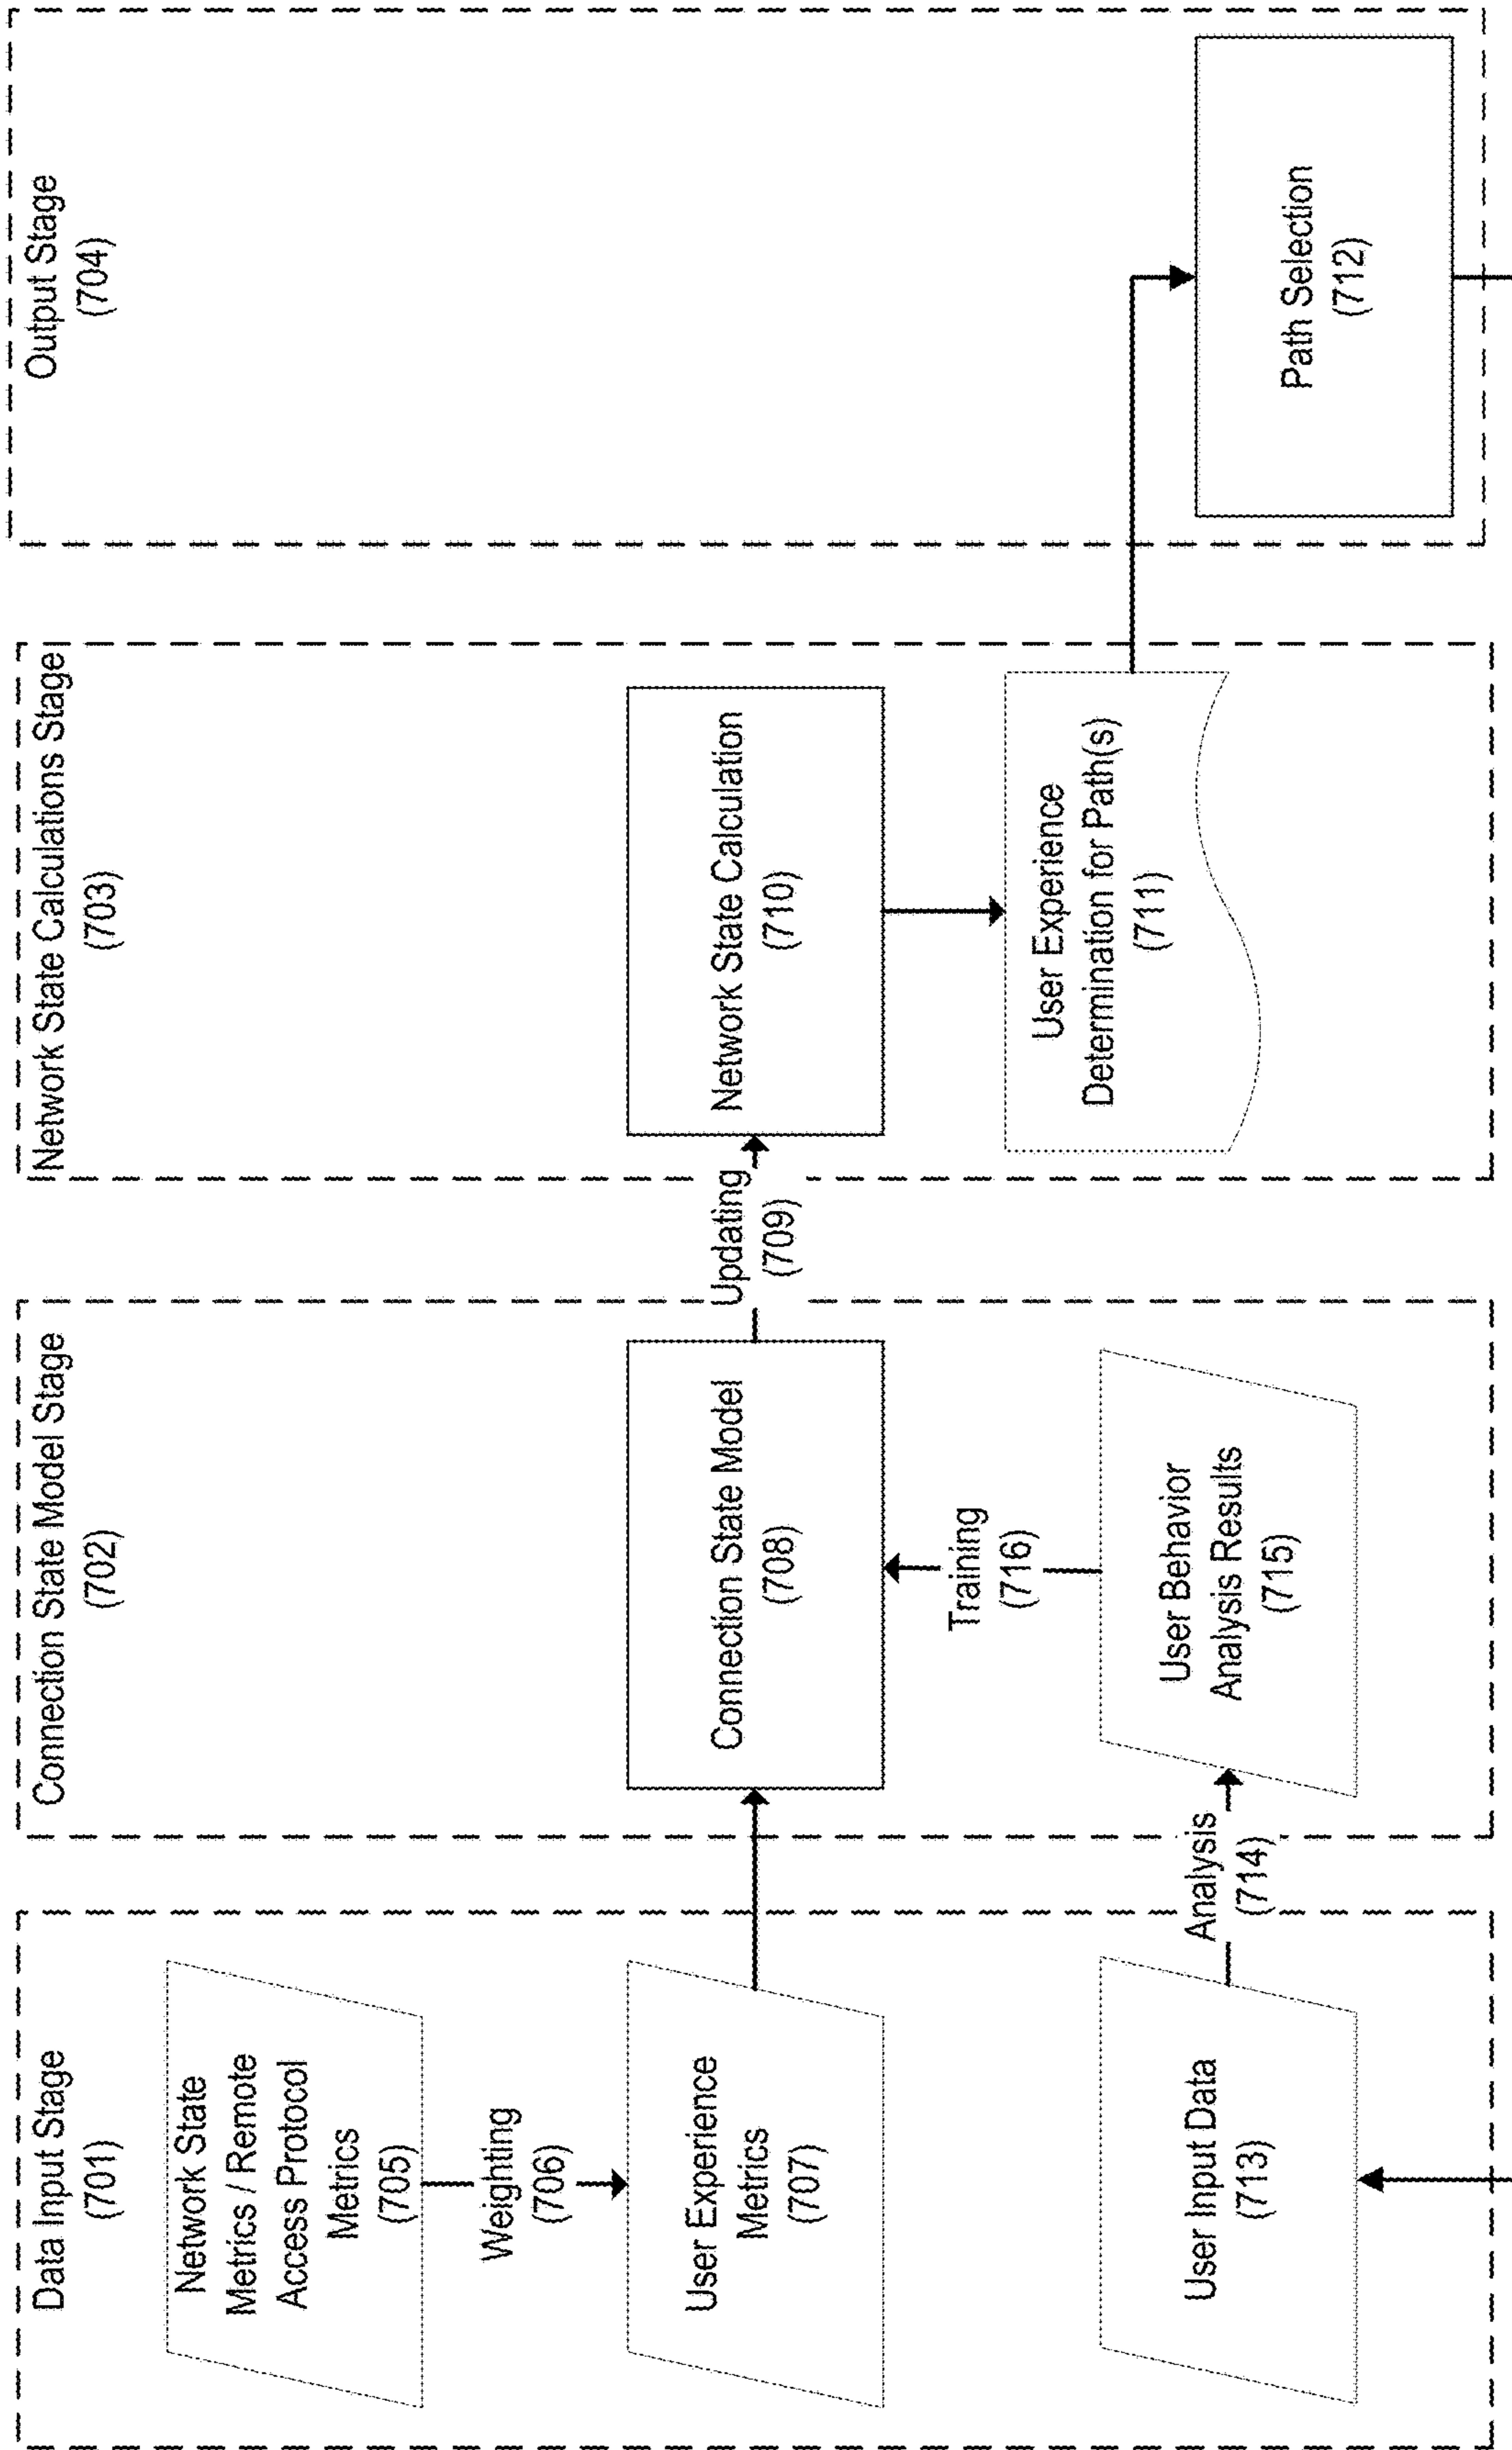 Data Input Stage
(701)
Network State
Metrics / Remote
Access Protocol
Metrics
(705)
Weighting
(706)
User Experience
Metrics
(707)
User Input Data
(713)
Analysis
(714)
Connection State Model Stage
(702)
Connection State Model
(708)
Training
(716)
User Behavior
Analysis Results
(715)
Updating
(709)
Network State Calculations Stage
(703)
Network State Calculation
(710)
User Experience
Determination for Path(s)
(711)
Output Stage
(704)
Path Selection
(712)